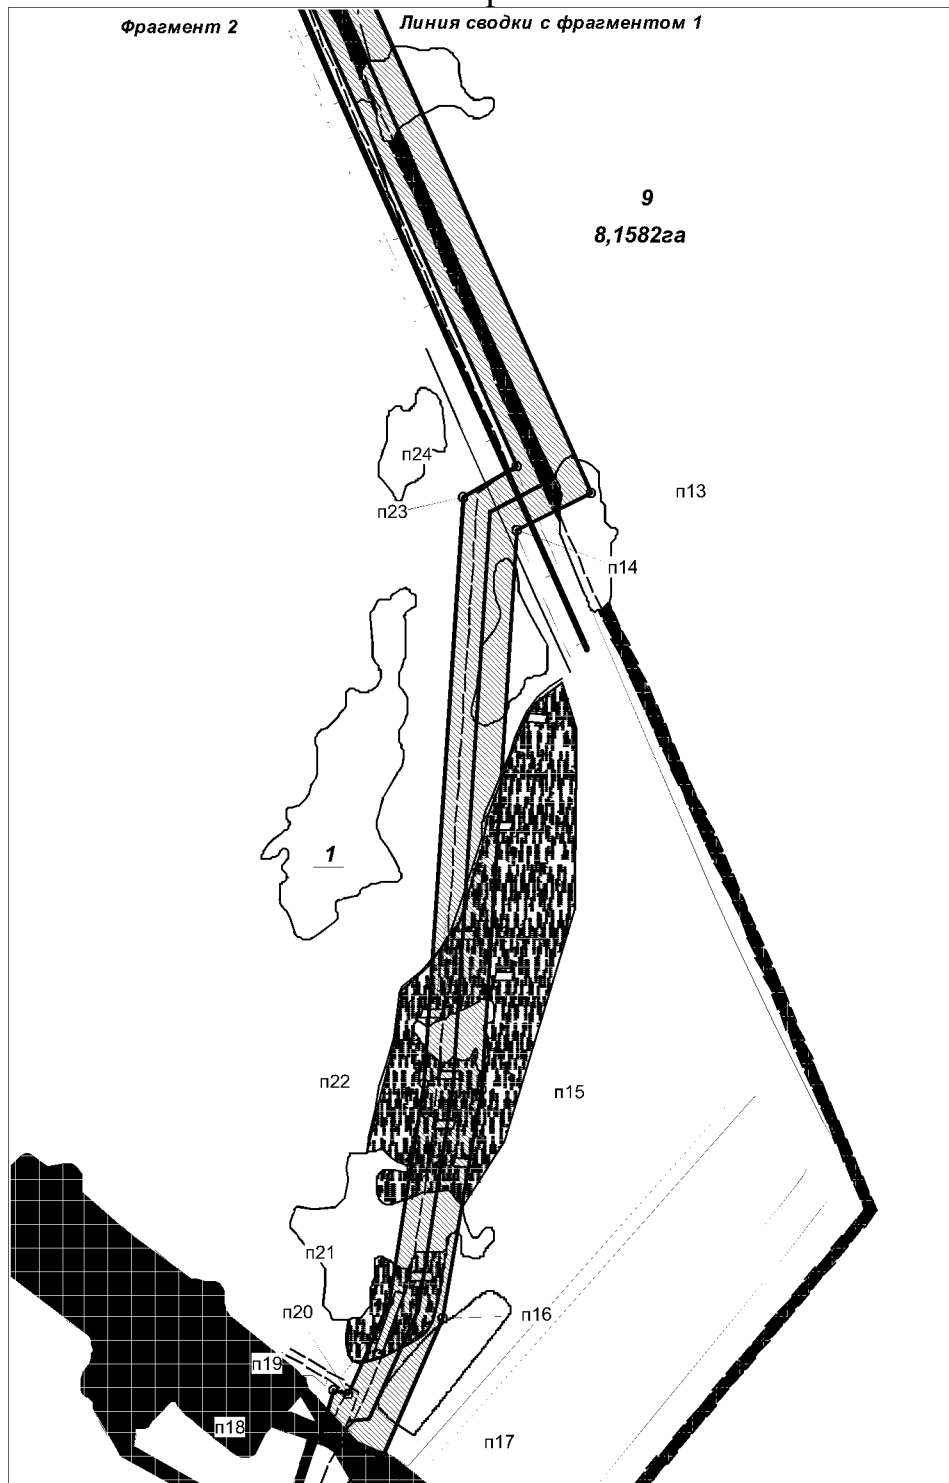 Фрагмент 2
Линия сводки с фрагментом 1
9
8,1582га
п24
п13
п23
п14
1
п22
п15
п21
п20
п16
п19
п18
п17